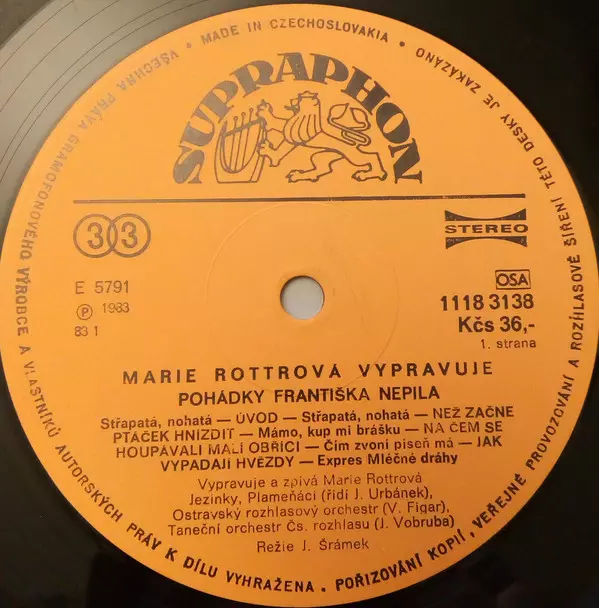 VŠECHNA PRÁVA GRAMOFONOVÉHO VÝROBCE A VLASTNÍKŮ AUTORSKÝCH PRÁV K DÍLU VYHRAŽENA. POŘIZOVÁNÍ KOPIÍ, VEŘEJNÉ PROVOZOVÁNÍ A ROZHLASOVÉ ŠÍŘENÍ TÉTO DESKY JE ZAKÁZÁNO • MADE IN CZECHOSLOVAKIA •
SUPRAPHON
33
STEREO
E 5791
Ⓟ 1983
83 1
OSA
1118 3138
Kčs 36,-
1. strana
MARIE ROTTROVÁ VYPRAVUJE
POHÁDKY FRANTIŠKA NEPILA
Střapatá, nohatá — ÚVOD — Střapatá, nohatá — NEŽ ZAČNE
PTÁČEK HNÍZDIT — Mámo, kup mi brášku — NA ČEM SE
HOUPÁVALI MALÍ OBŘÍCI — Čím zvoní píseň má — JAK
VYPADAJÍ HVĚZDY — Expres Mléčné dráhy
Vypravuje a zpívá Marie Rottrová
Jezinky, Plameňáci (řídí J. Urbánek),
Ostravský rozhlasový orchestr (V. Figar),
Taneční orchestr Čs. rozhlasu (J. Vobruba)
Režie J. Šrámek